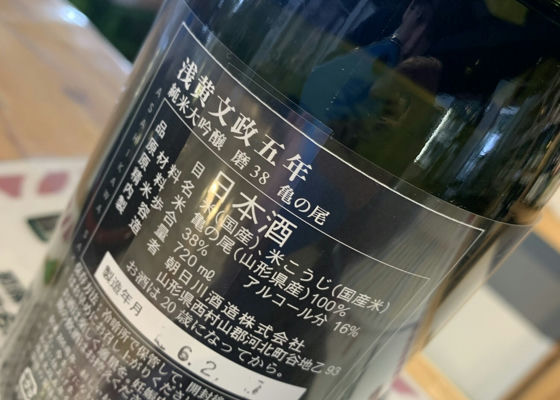 浅黄文政五年
純米大吟醸 磨38 亀の尾
品目 日本酒
原材料名 米(国産) 米こうじ(国産米)
原料米 亀の尾(山形県産)100%
精米歩合 38% アルコール分 16%
内容量 720㎖
製造者 朝日川酒造株式会社
山形県西村山郡河北町谷地乙93
お酒は20歳になってから。
製造年月 6.2.